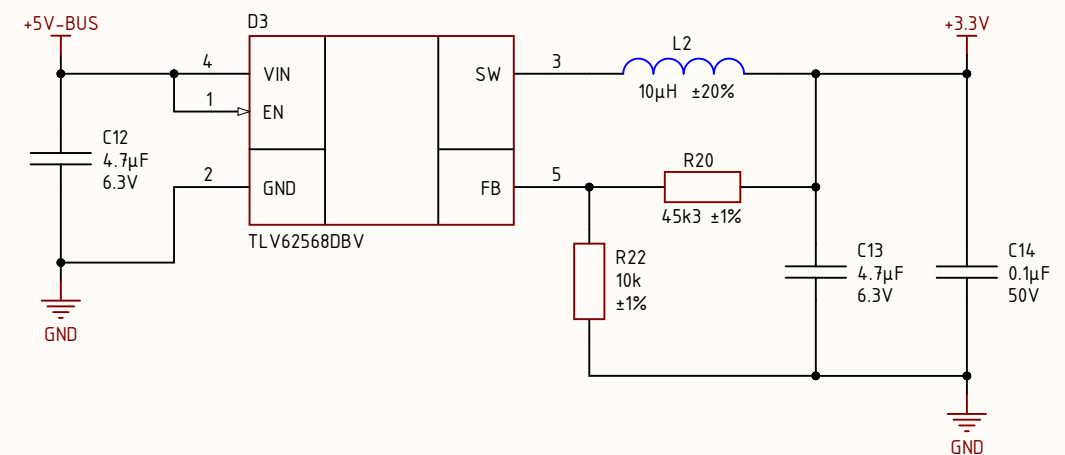 +5V-BUS
D3
+3.3V
4
VIN
SW
3
L2
10µH ±20%
1
EN
C12
4.7µF
6.3V
2
GND
FB
5
R20
45k3 ±1%
TLV62568DBV
R22
10k
±1%
C13
4.7µF
6.3V
C14
0.1µF
50V
GND
GND